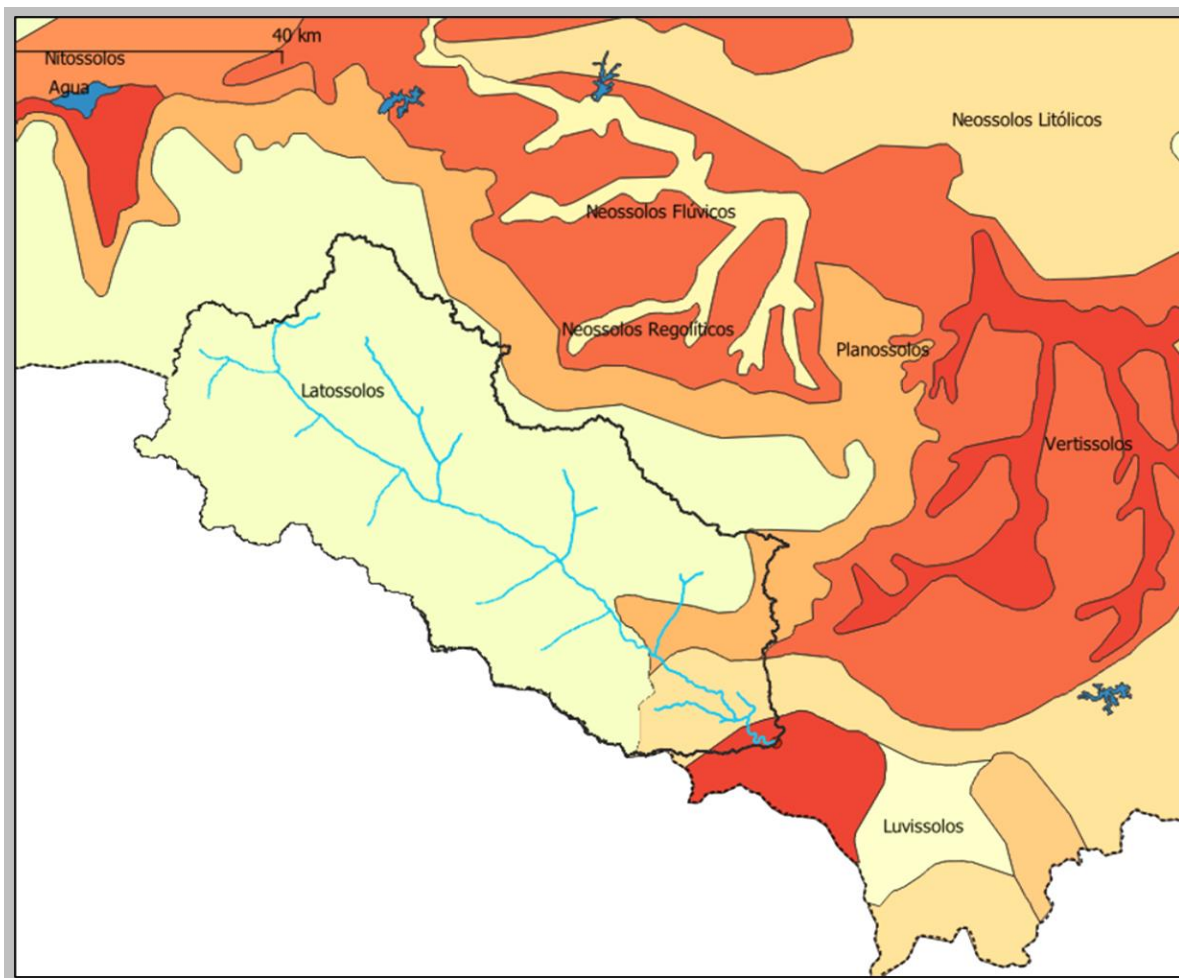 40 km
Nitossolos
Agua
Neossolos Litólicos
Neossolos Flúvicos
Neossolos Regolíticos
Planossolos
Latossolos
Vertissolos
Luvissolos